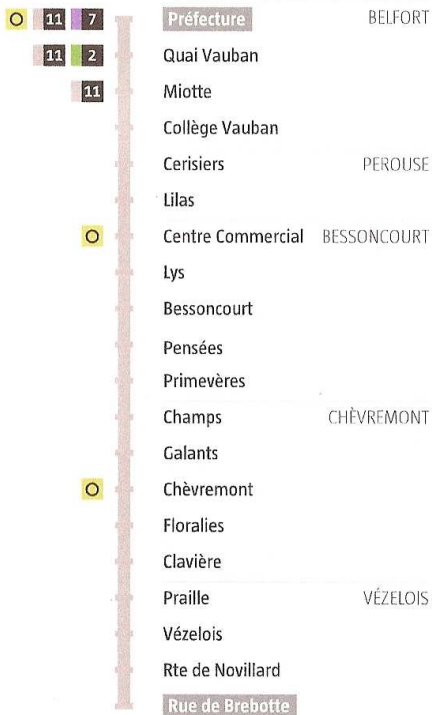 O 11 7 Préfecture BELFORT
11 2 Quai Vauban
11 Miotte
Collège Vauban
Cerisiers PEROUSE
Lilas
O Centre Commercial BESSONCOURT
Lys
Bessoncourt
Pensées
Primevères
Champs CHÈVREMONT
Galants
O Chèvremont
Floralies
Clavière
Praille VÉZELOIS
Vézelois
Rte de Novillard
Rue de Brebotte